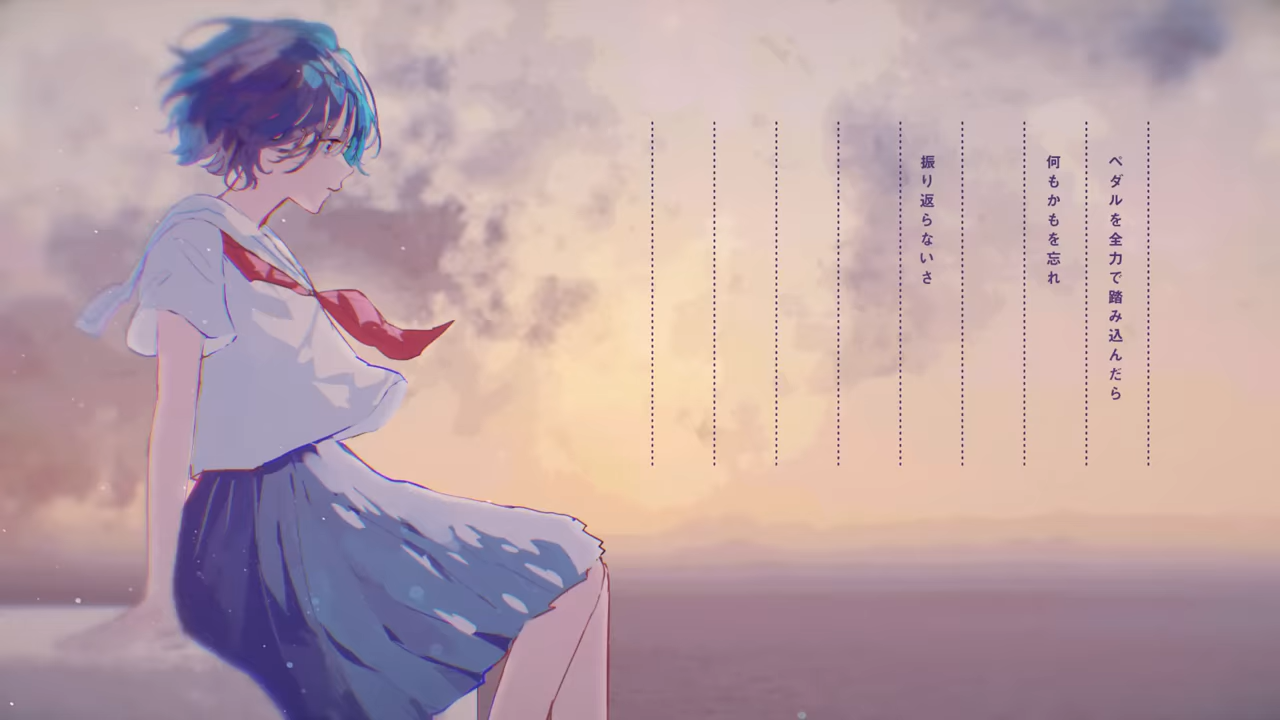 ペダルを全力で踏み込んだら
何もかもを忘れ
振り返らないさ